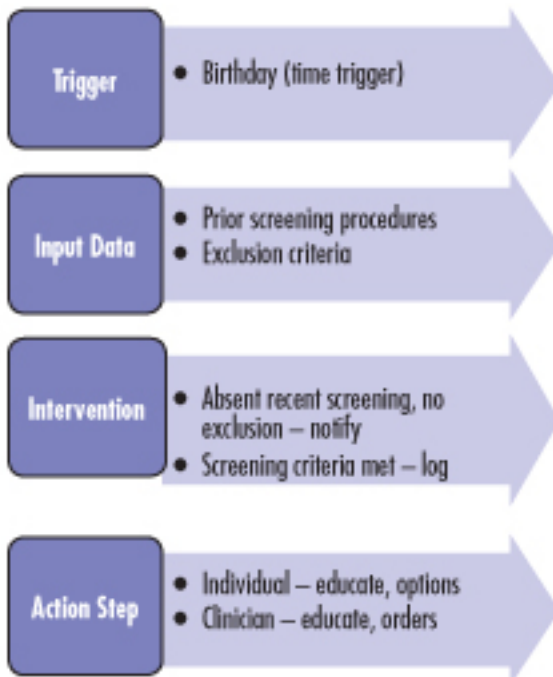 Trigger
• Birthday (time trigger)
Input Data
• Prior screening procedures
• Exclusion criteria
Intervention
• Absent recent screening, no
exclusion – notify
• Screening criteria met – log
Action Step
• Individual – educate, options
• Clinician – educate, orders